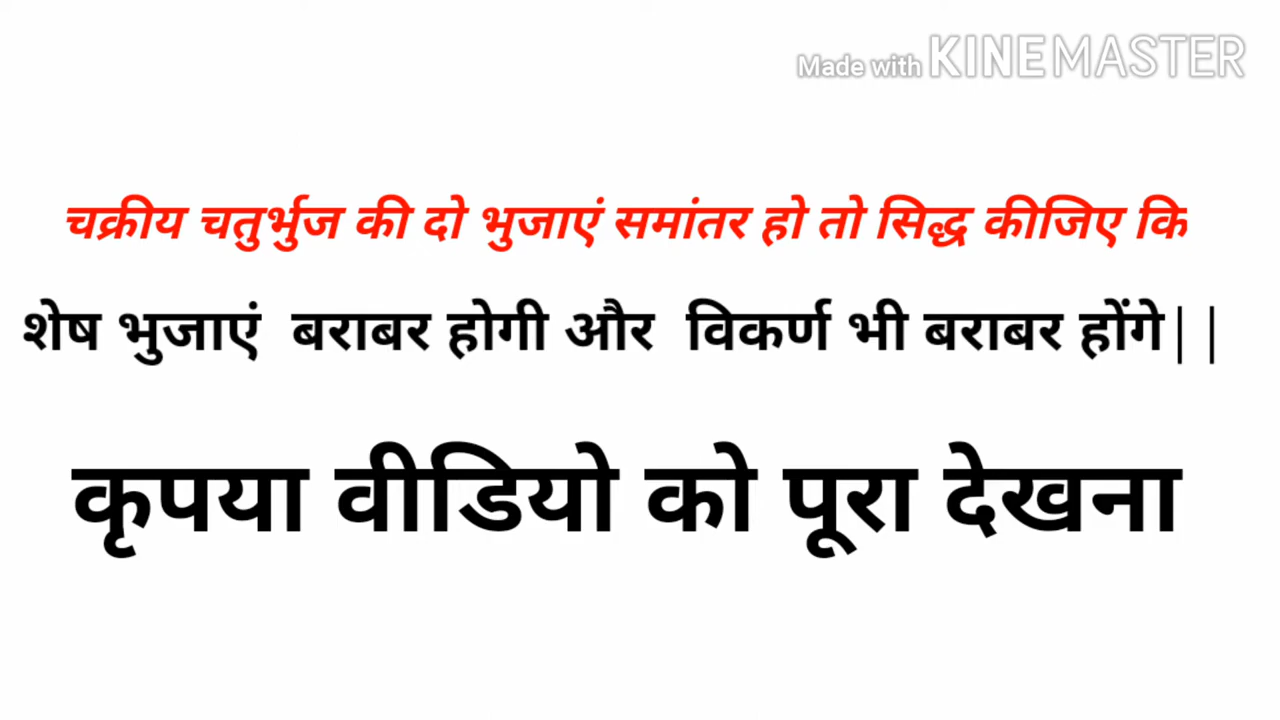 Made with KINEMASTER
चक्रीय चतुर्भुज की दो भुजाएं समांतर हो तो सिद्ध कीजिए कि
शेष भुजाएं बराबर होगी और विकर्ण भी बराबर होंगे||
कृपया वीडियो को पूरा देखना